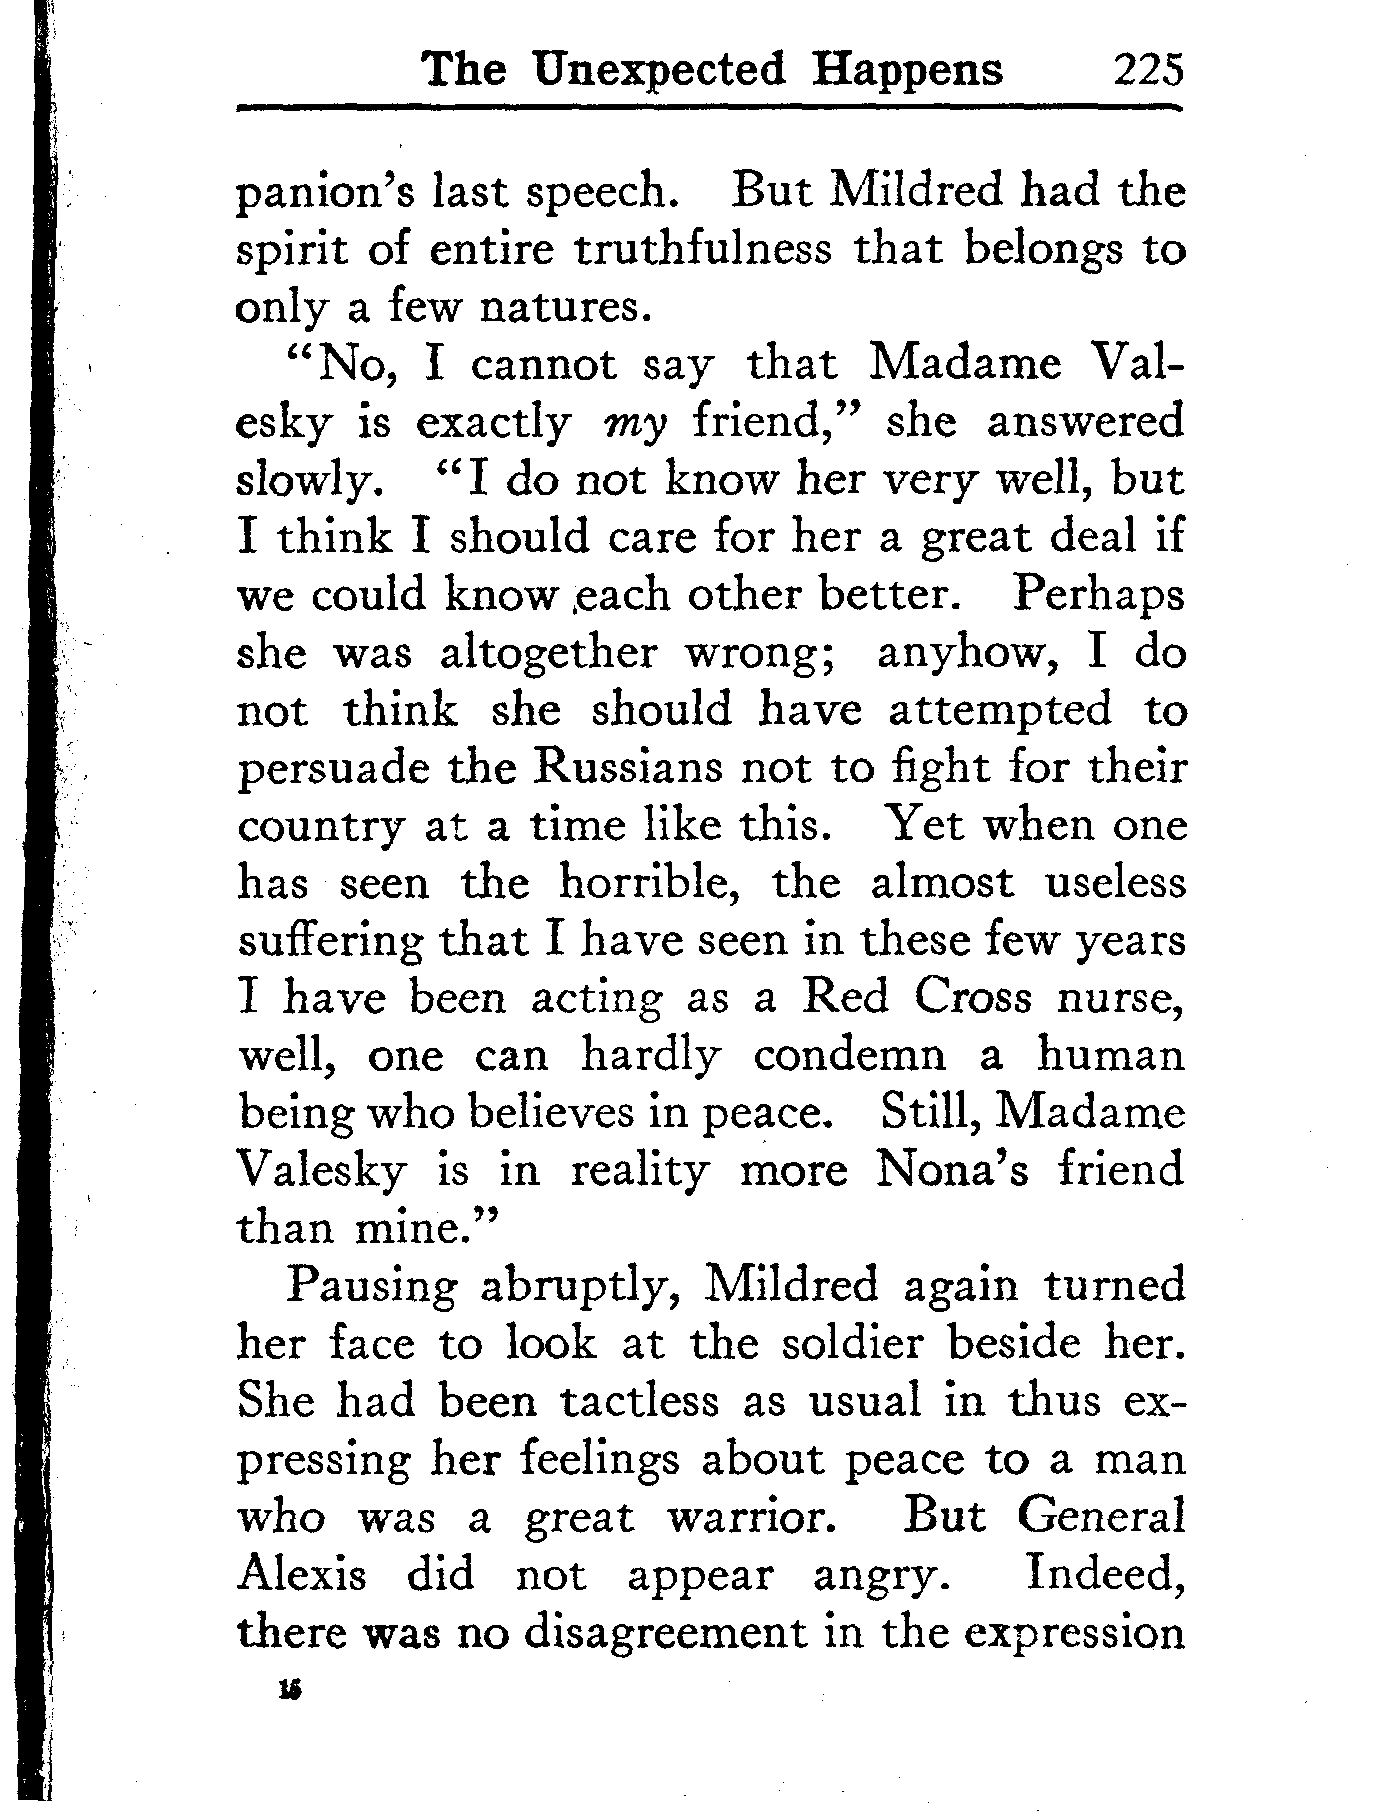 The Unexpected Happens 225
panion's last speech. But Mildred had the
spirit of entire truthfulness that belongs to
only a few natures.
"No, I cannot say that Madame Val-
esky is exactly my friend," she answered
slowly. "I do not know her very well, but
I think I should care for her a great deal if
we could know each other better. Perhaps
she was altogether wrong; anyhow, I do
not think she should have attempted to
persuade the Russians not to fight for their
country at a time like this. Yet when one
has seen the horrible, the almost useless
suffering that I have seen in these few years
I have been acting as a Red Cross nurse,
well, one can hardly condemn a human
being who believes in peace. Still, Madame
Valesky is in reality more Nona's friend
than mine."
Pausing abruptly, Mildred again turned
her face to look at the soldier beside her.
She had been tactless as usual in thus ex-
pressing her feelings about peace to a man
who was a great warrior. But General
Alexis did not appear angry. Indeed,
there was no disagreement in the expression
15